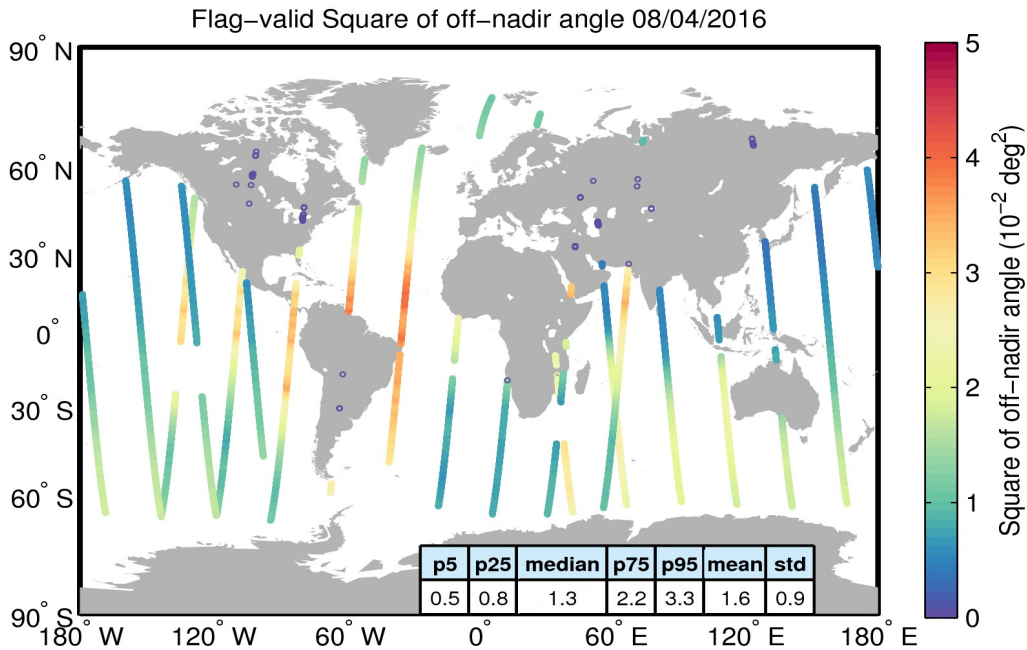 Flag−valid Square of off−nadir angle 08/04/2016
90° N
60° N
30° N
0°
30° S
60° S
90° S
180° W
120° W
60° W
0°
60° E
120° E
180° E
p5 p25 median p75 p95 mean std
0.5 0.8 1.3 2.2 3.3 1.6 0.9
5
4
3
2
1
0
Square of off−nadir angle (10⁻² deg²)